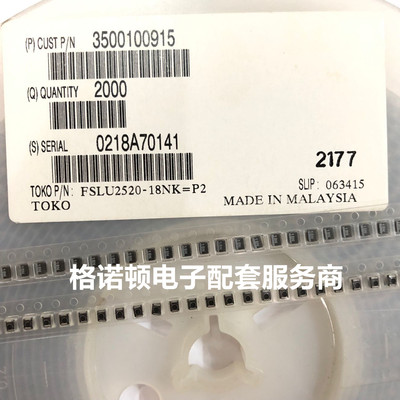 (P) CUST P/N 3500100915
(Q) QUANTITY 2000
(S) SERIAL 0218A70141
2177
TOKO P/N: FSLU2520-18NK=P2 SLIP: 063415
TOKO MADE IN MALAYSIA
格诺顿电子配套服务商